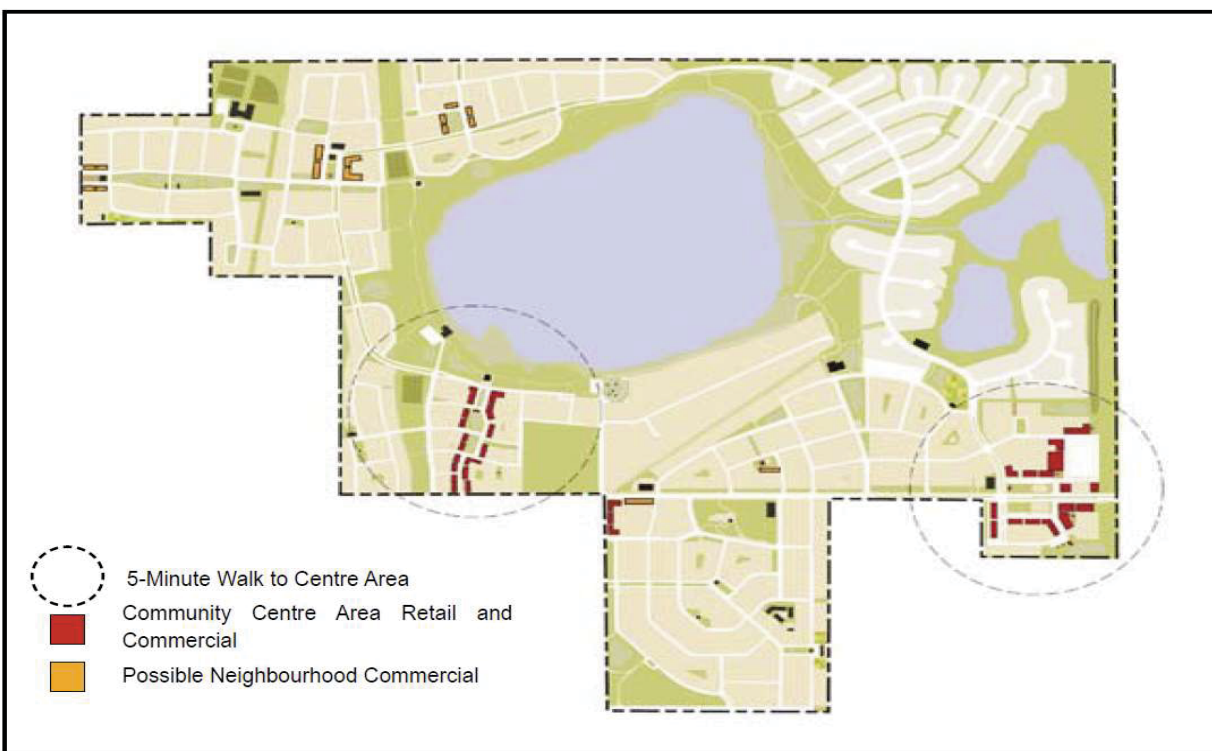 5-Minute Walk to Centre Area
Community Centre Area Retail and
Commercial
Possible Neighbourhood Commercial